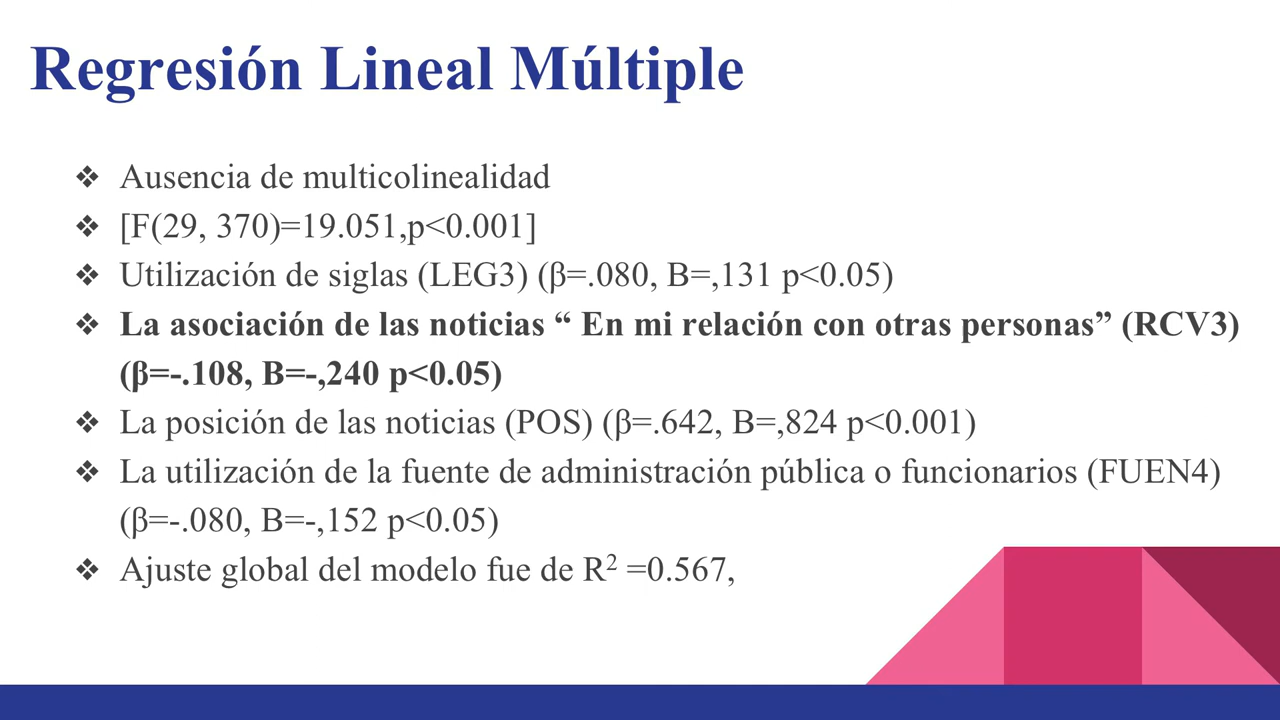 Regresión Lineal Múltiple
❖ Ausencia de multicolinealidad
❖ [F(29, 370)=19.051,p<0.001]
❖ Utilización de siglas (LEG3) (β=.080, B=,131 p<0.05)
❖ La asociación de las noticias “ En mi relación con otras personas” (RCV3)
(β=-.108, B=-,240 p<0.05)
❖ La posición de las noticias (POS) (β=.642, B=,824 p<0.001)
❖ La utilización de la fuente de administración pública o funcionarios (FUEN4)
(β=-.080, B=-,152 p<0.05)
❖ Ajuste global del modelo fue de R² =0.567,